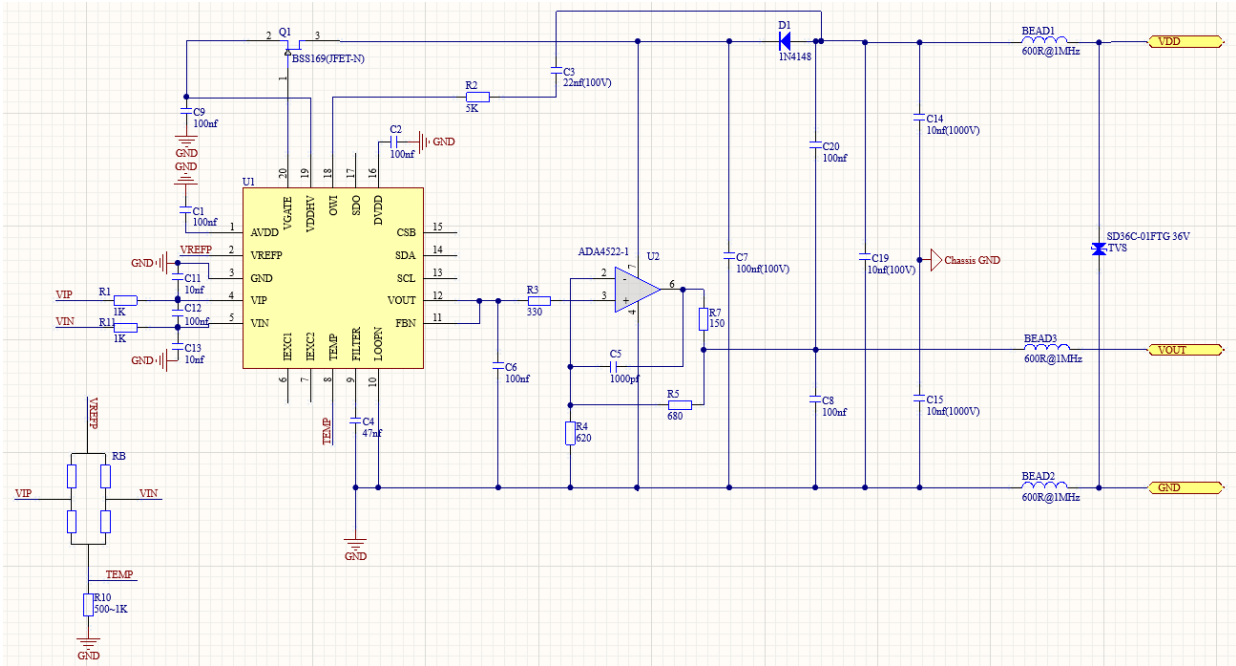 Q1
2
3
BSS169(JFET-N)
1
D1
1N4148
BEAD1
600R@1MHz
VDD
C3
22nf(100V)
R2
5K
C9
100nf
GND
GND
C2
100nf
GND
C14
10nf(1000V)
C20
100nf
U1
20
19
18
17
16
VGATE
VDDHV
OWI
SDO
DVDD
C1
100nf
1
AVDD
CSB
15
VREFP
2
VREFP
SDA
14
GND
3
GND
SCL
13
C11
10nf
VIP
R1
1K
4
VIP
VOUT
12
C12
100nf
VIN
R11
1K
5
VIN
FBN
11
GND
C13
10nf
IEXC1
IEXC2
TEMP
FILTER
LOOPN
6
7
8
9
10
TEMP
C4
47nf
ADA4522-1
U2
2
3
7
6
4
-
+
R3
330
C6
100nf
C5
1000pf
R4
620
R5
680
R7
150
C7
100nf(100V)
C19
10nf(100V)
Chassis GND
SD36C-01FTG 36V
TVS
BEAD3
600R@1MHz
VOUT
C8
100nf
C15
10nf(1000V)
BEAD2
600R@1MHz
GND
GND
VREFP
RB
VIP
VIN
TEMP
R10
500~1K
GND